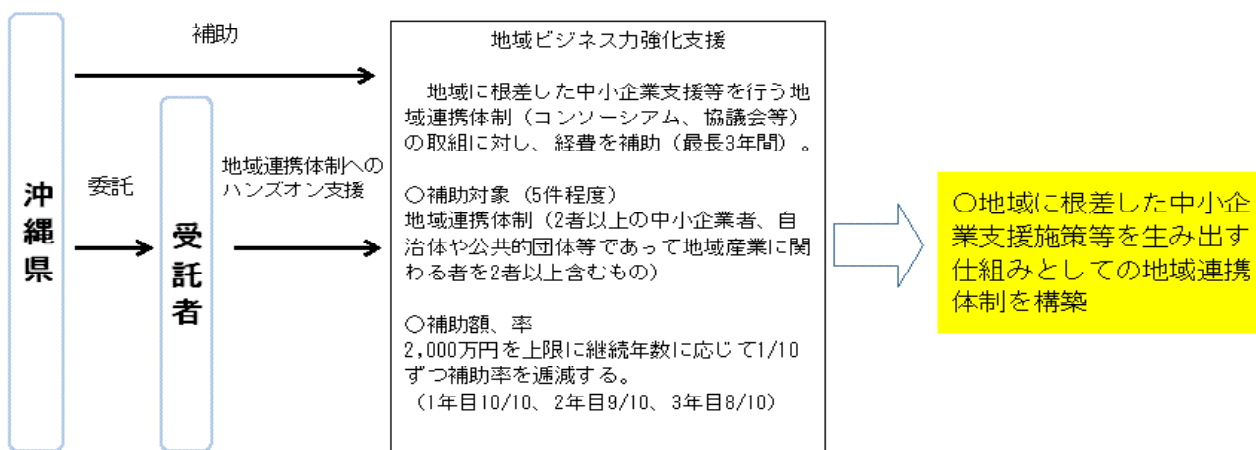 沖縄県
補助
委託
受託者
地域連携体制への
ハンズオン支援
地域ビジネス力強化支援
地域に根差した中小企業支援等を行う地
域連携体制（コンソーシアム、協議会等）
の取組に対し、経費を補助（最長3年間）。
○補助対象（5件程度）
地域連携体制（2者以上の中小企業者、自
治体や公共的団体等であって地域産業に関
わる者を2者以上含むもの）
○補助額、率
2,000万円を上限に継続年数に応じて1/10
ずつ補助率を逓減する。
（1年目10/10、2年目9/10、3年目8/10）
○地域に根差した中小企
業支援施策等を生み出す
仕組みとしての地域連携
体制を構築